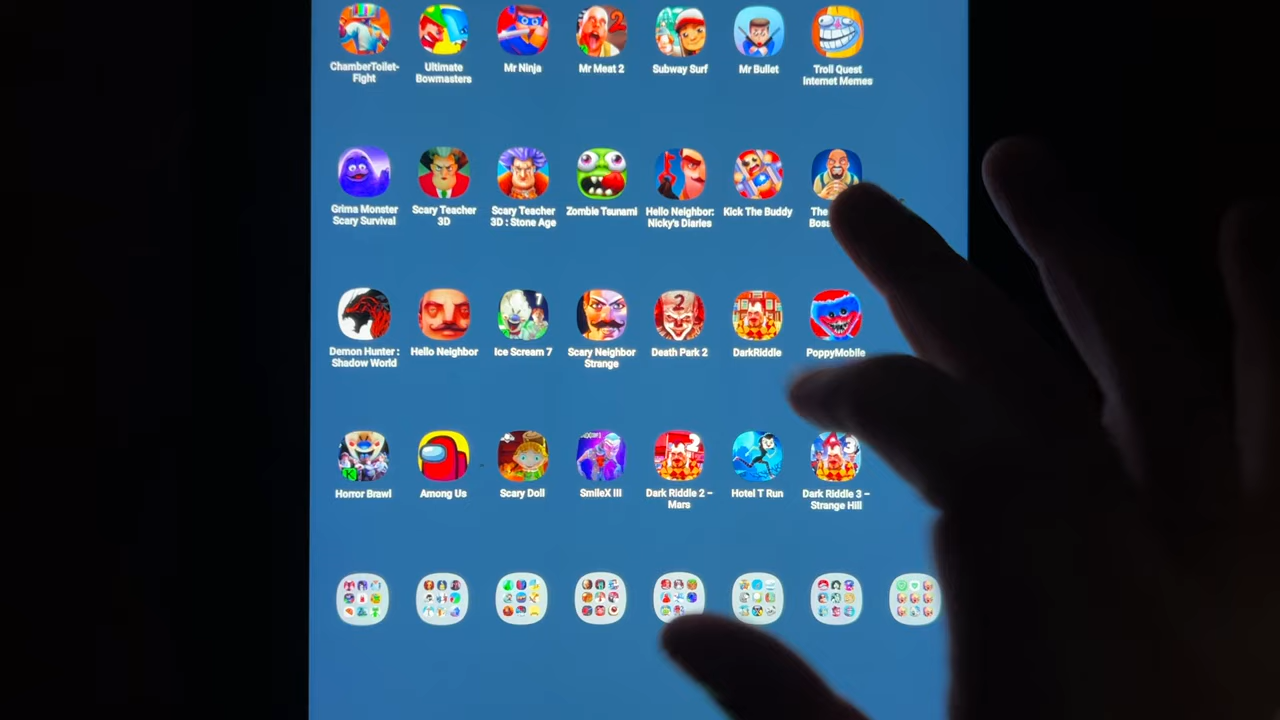 ChamberToilet-
Fight
Ultimate
Bowmasters
Mr Ninja
Mr Meat 2
Subway Surf
Mr Bullet
Troll Quest
Internet Memes
Grima Monster
Scary Survival
Scary Teacher
3D
Scary Teacher
3D : Stone Age
Zombie Tsunami
Hello Neighbor:
Nicky's Diaries
Kick The Buddy
The
Demon Hunter :
Shadow World
Hello Neighbor
Ice Scream 7
Scary Neighbor
Strange
Death Park 2
DarkRiddle
PoppyMobile
Horror Brawl
Among Us
Scary Doll
SmileX III
Dark Riddle 2 –
Mars
Hotel T Run
Dark Riddle 3 –
Strange Hill